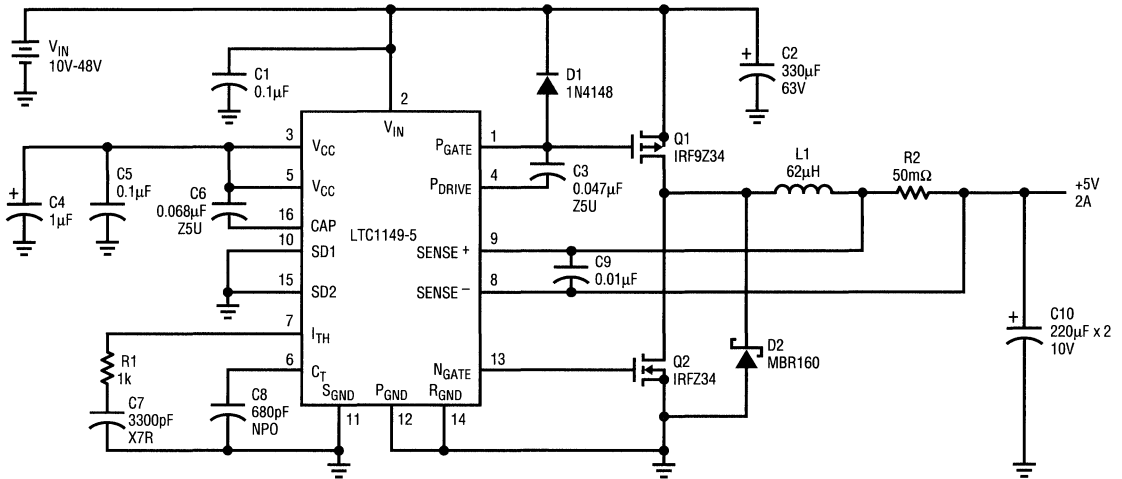 VIN
10V-48V
C1
0.1µF
2
VIN
D1
1N4148
+
C2
330µF
63V
3
VCC
5
VCC
16
CAP
10
SD1
15
SD2
7
ITH
6
CT
+
C4
1µF
C5
0.1µF
C6
0.068µF
Z5U
LTC1149-5
PGATE
1
PDRIVE
4
SENSE +
9
SENSE –
8
NGATE
13
C3
0.047µF
Z5U
Q1
IRF9Z34
L1
62µH
R2
50mΩ
+5V
2A
C9
0.01µF
R1
1k
C7
3300pF
X7R
C8
680pF
NPO
SGND
11
PGND
12
RGND
14
Q2
IRFZ34
D2
MBR160
+
C10
220µF x 2
10V